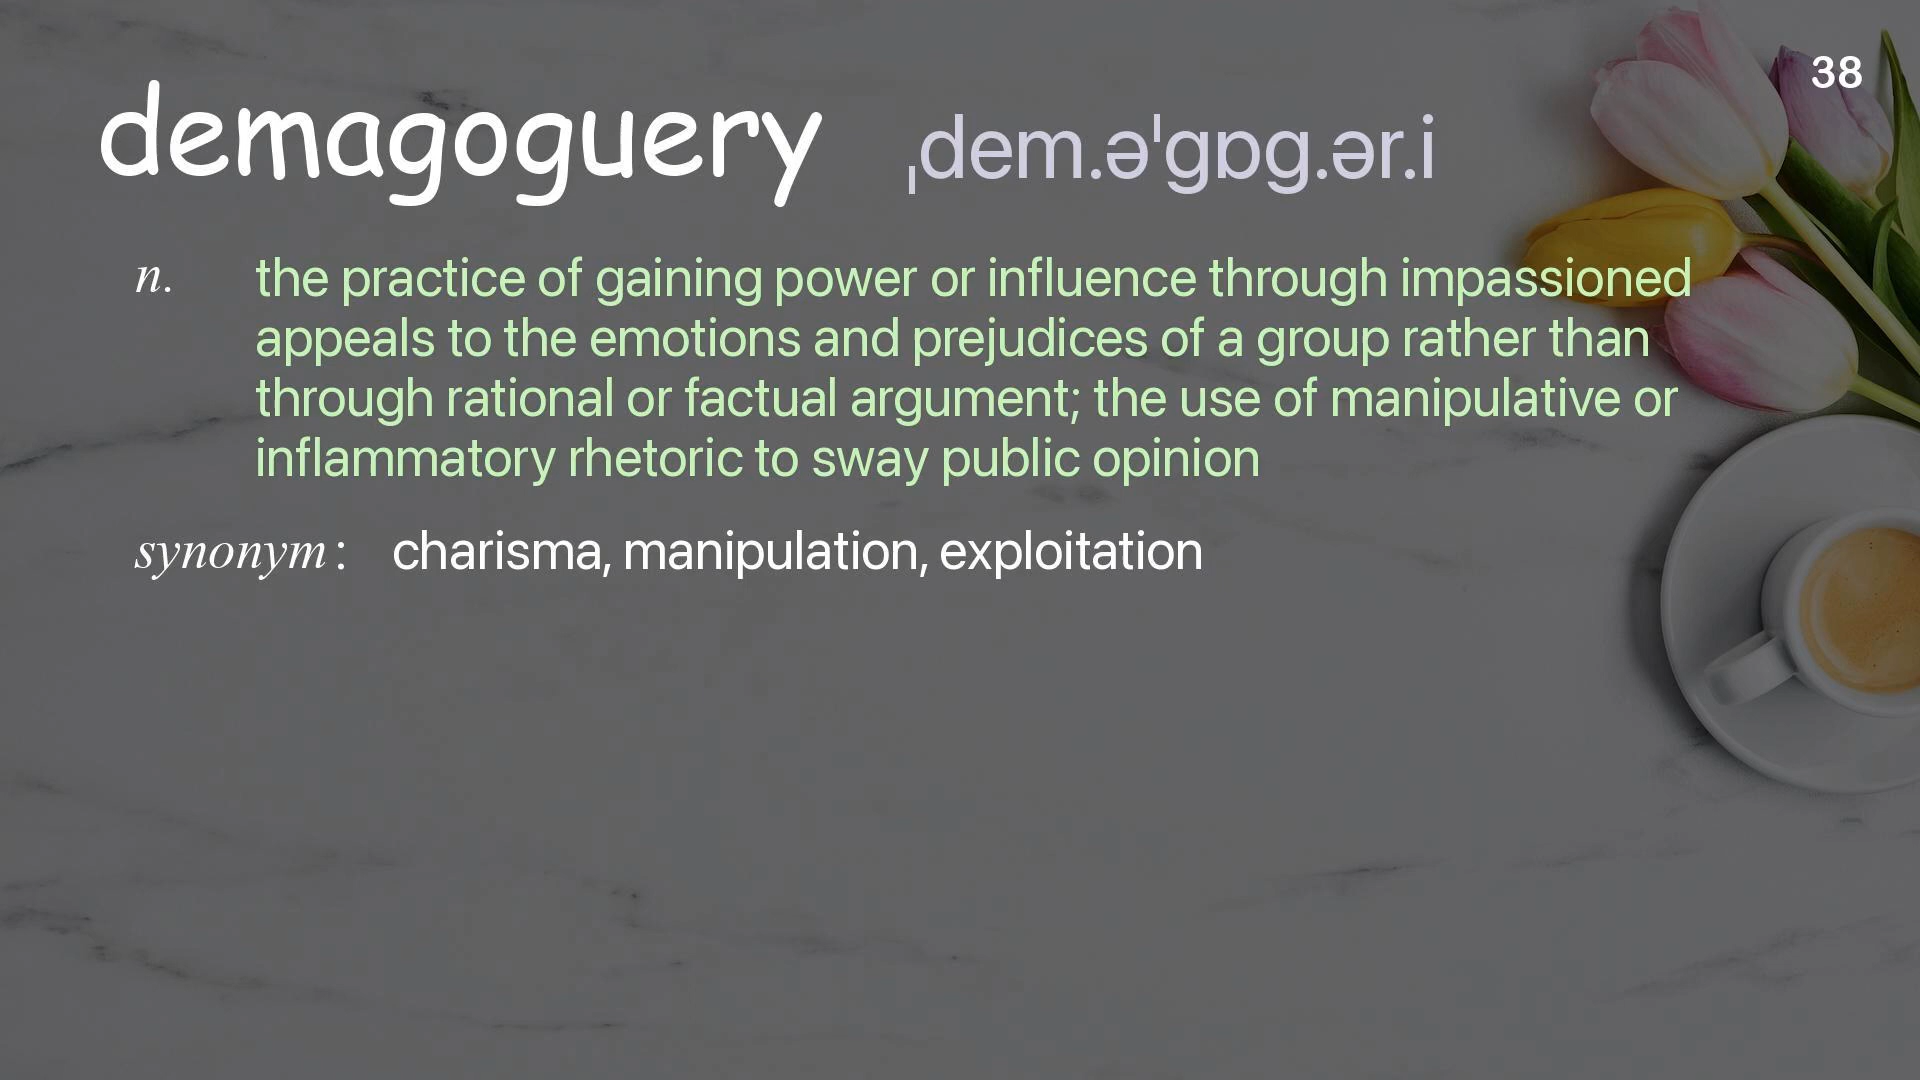 38
demagoguery ˌdem.əˈɡɒɡ.ər.i
n. the practice of gaining power or influence through impassioned
appeals to the emotions and prejudices of a group rather than
through rational or factual argument; the use of manipulative or
inflammatory rhetoric to sway public opinion
synonym : charisma, manipulation, exploitation